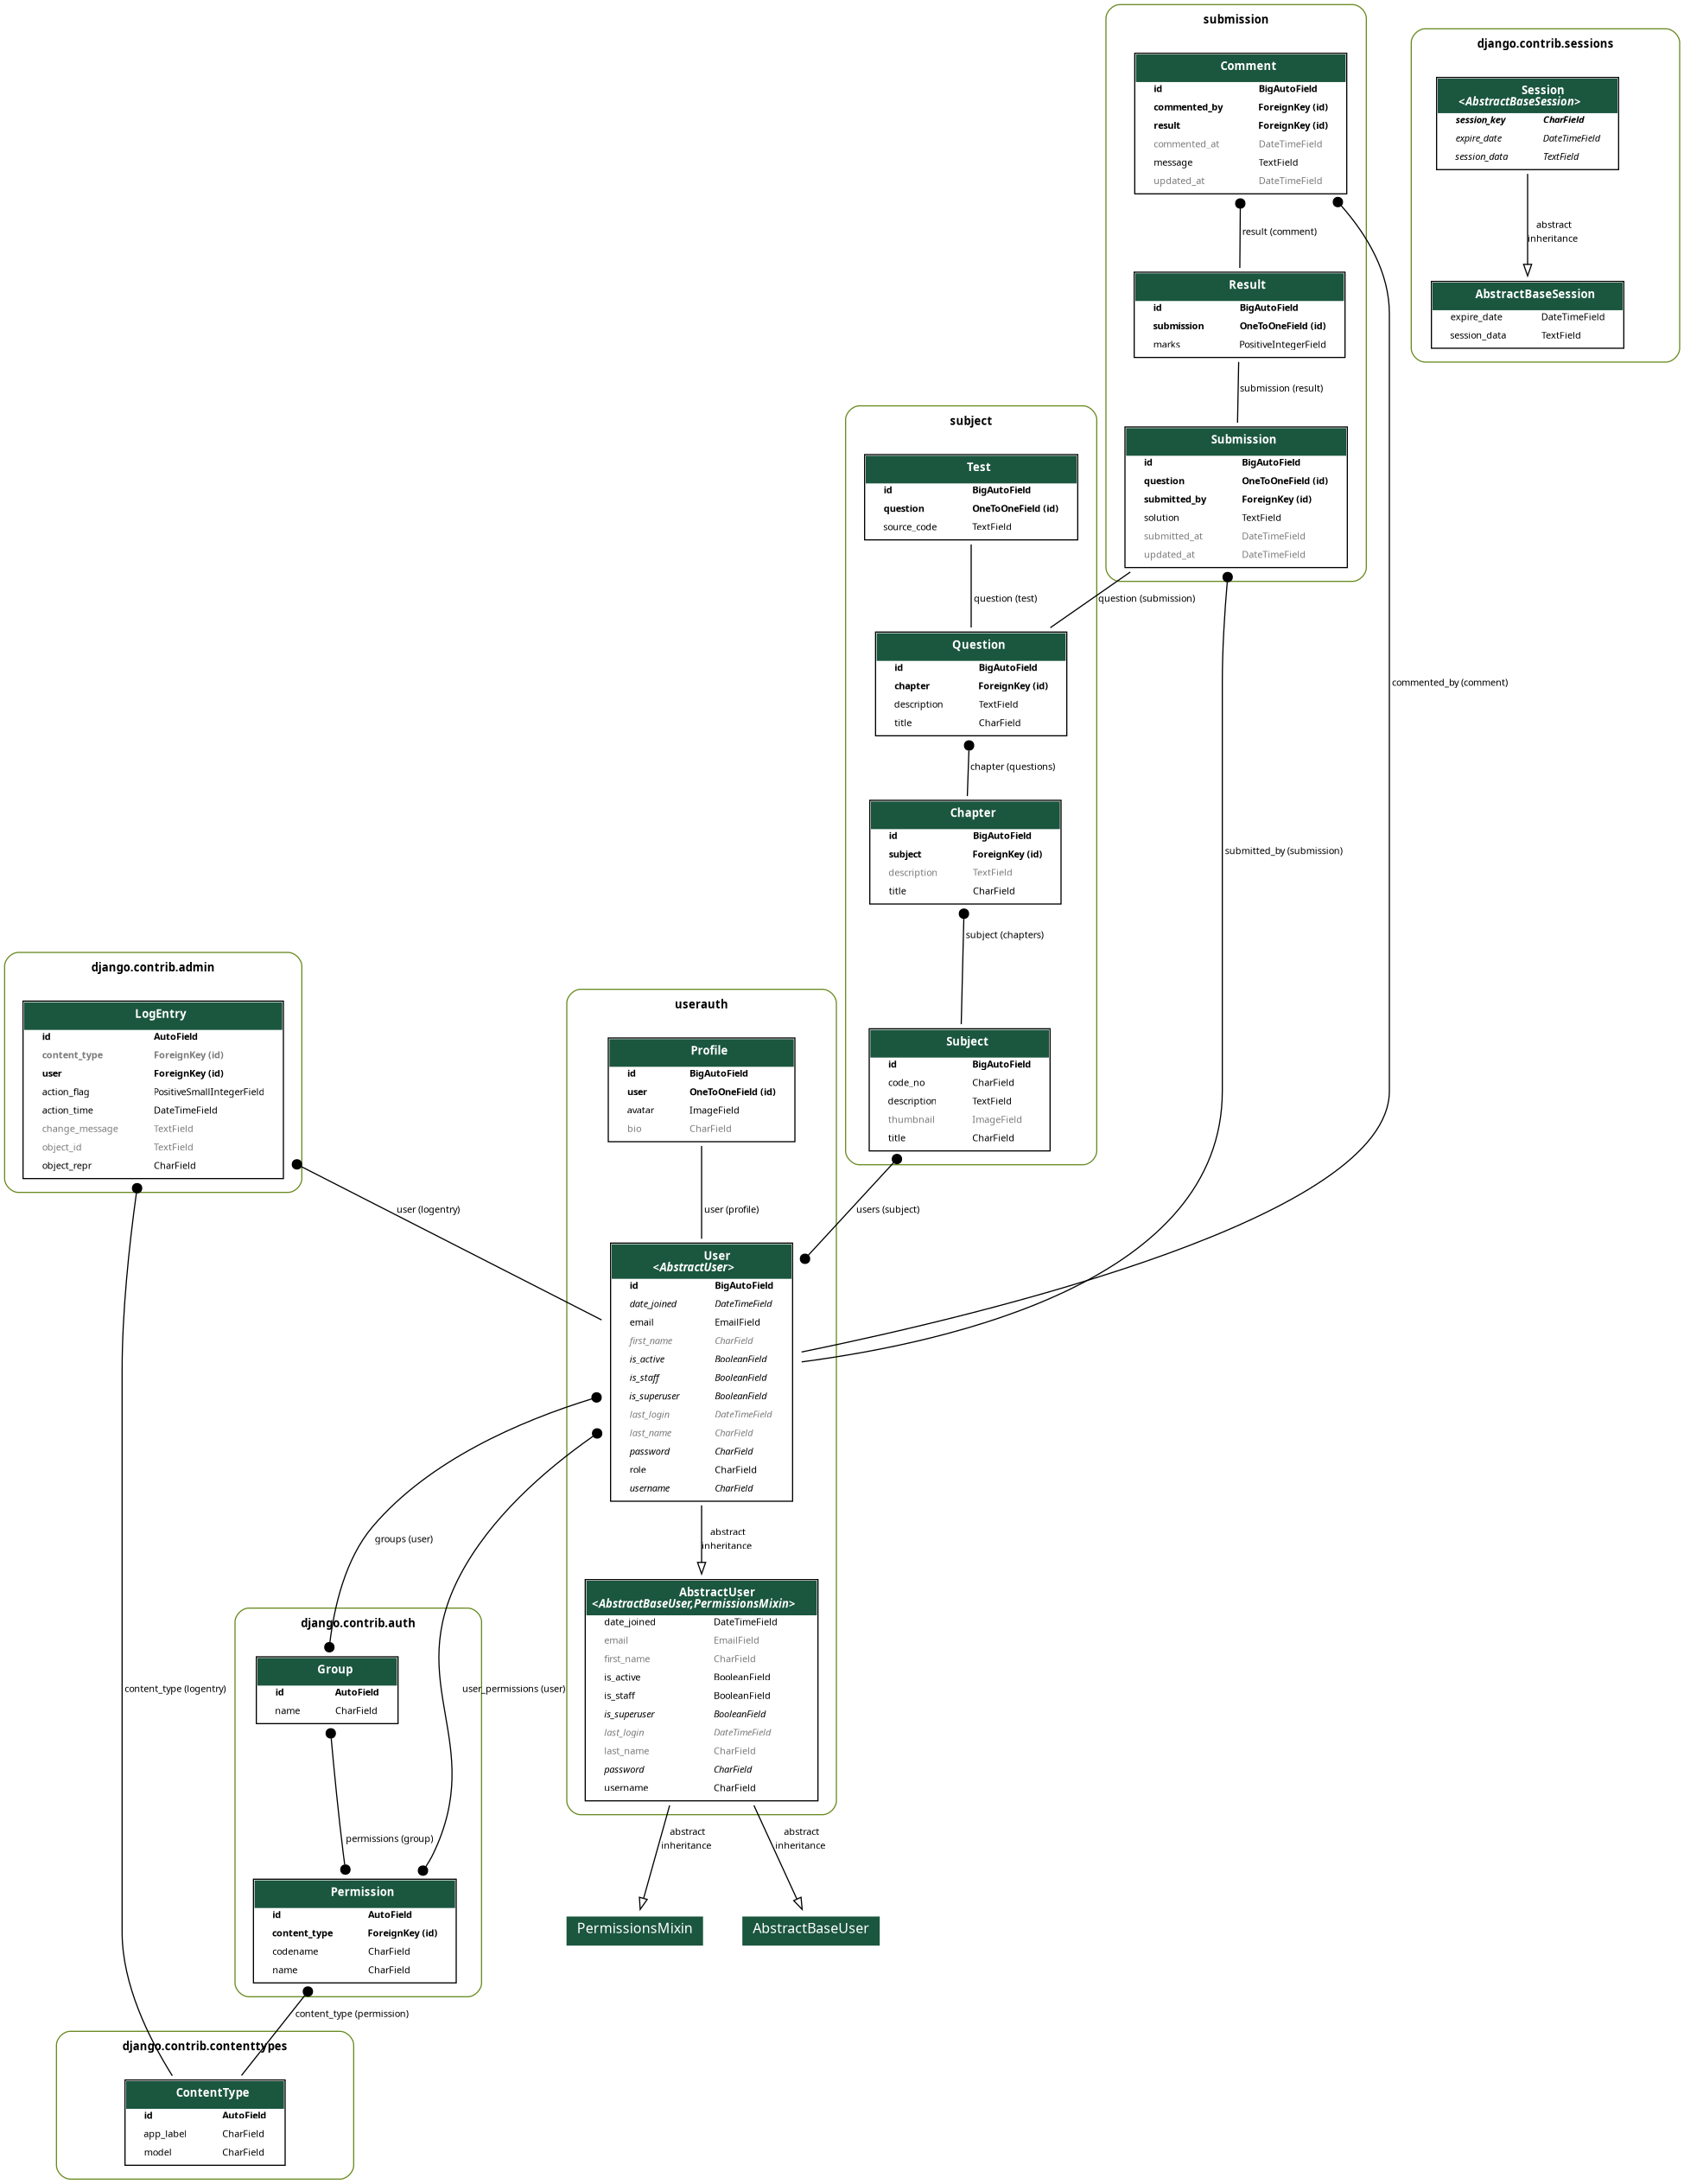 submission
Comment
id BigAutoField
commented_by ForeignKey (id)
result ForeignKey (id)
commented_at DateTimeField
message TextField
updated_at DateTimeField
result (comment)
Result
id BigAutoField
submission OneToOneField (id)
marks PositiveIntegerField
submission (result)
Submission
id BigAutoField
question OneToOneField (id)
submitted_by ForeignKey (id)
solution TextField
submitted_at DateTimeField
updated_at DateTimeField
question (submission)
submitted_by (submission)
commented_by (comment)
django.contrib.sessions
Session
<AbstractBaseSession>
session_key CharField
expire_date DateTimeField
session_data TextField
abstract
inheritance
AbstractBaseSession
expire_date DateTimeField
session_data TextField
subject
Test
id BigAutoField
question OneToOneField (id)
source_code TextField
question (test)
Question
id BigAutoField
chapter ForeignKey (id)
description TextField
title CharField
chapter (questions)
Chapter
id BigAutoField
subject ForeignKey (id)
description TextField
title CharField
subject (chapters)
Subject
id BigAutoField
code_no CharField
description TextField
thumbnail ImageField
title CharField
users (subject)
django.contrib.admin
LogEntry
id AutoField
content_type ForeignKey (id)
user ForeignKey (id)
action_flag PositiveSmallIntegerField
action_time DateTimeField
change_message TextField
object_id TextField
object_repr CharField
user (logentry)
content_type (logentry)
userauth
Profile
id BigAutoField
user OneToOneField (id)
avatar ImageField
bio CharField
user (profile)
User
<AbstractUser>
id BigAutoField
date_joined DateTimeField
email EmailField
first_name CharField
is_active BooleanField
is_staff BooleanField
is_superuser BooleanField
last_login DateTimeField
last_name CharField
password CharField
role CharField
username CharField
abstract
inheritance
AbstractUser
<AbstractBaseUser,PermissionsMixin>
date_joined DateTimeField
email EmailField
first_name CharField
is_active BooleanField
is_staff BooleanField
is_superuser BooleanField
last_login DateTimeField
last_name CharField
password CharField
username CharField
abstract
inheritance
abstract
inheritance
PermissionsMixin
AbstractBaseUser
groups (user)
user_permissions (user)
django.contrib.auth
Group
id AutoField
name CharField
permissions (group)
Permission
id AutoField
content_type ForeignKey (id)
codename CharField
name CharField
content_type (permission)
django.contrib.contenttypes
ContentType
id AutoField
app_label CharField
model CharField